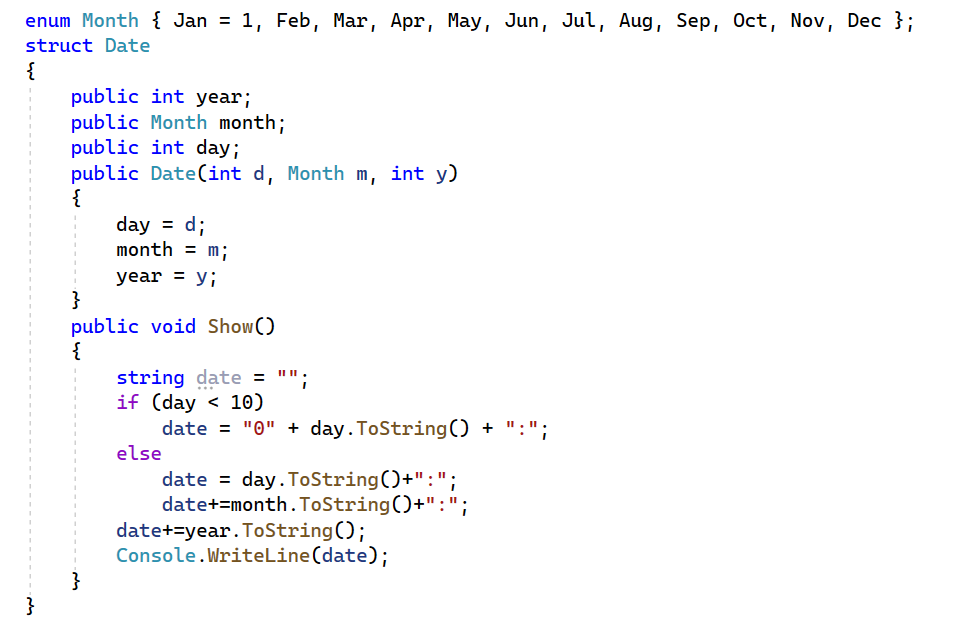 enum Month { Jan = 1, Feb, Mar, Apr, May, Jun, Jul, Aug, Sep, Oct, Nov, Dec };
struct Date
{
    public int year;
    public Month month;
    public int day;
    public Date(int d, Month m, int y)
    {
        day = d;
        month = m;
        year = y;
    }
    public void Show()
    {
        string date = "";
        if (day < 10)
            date = "0" + day.ToString() + ":";
        else
            date = day.ToString()+":";
            date+=month.ToString()+":";
        date+=year.ToString();
        Console.WriteLine(date);
    }
}